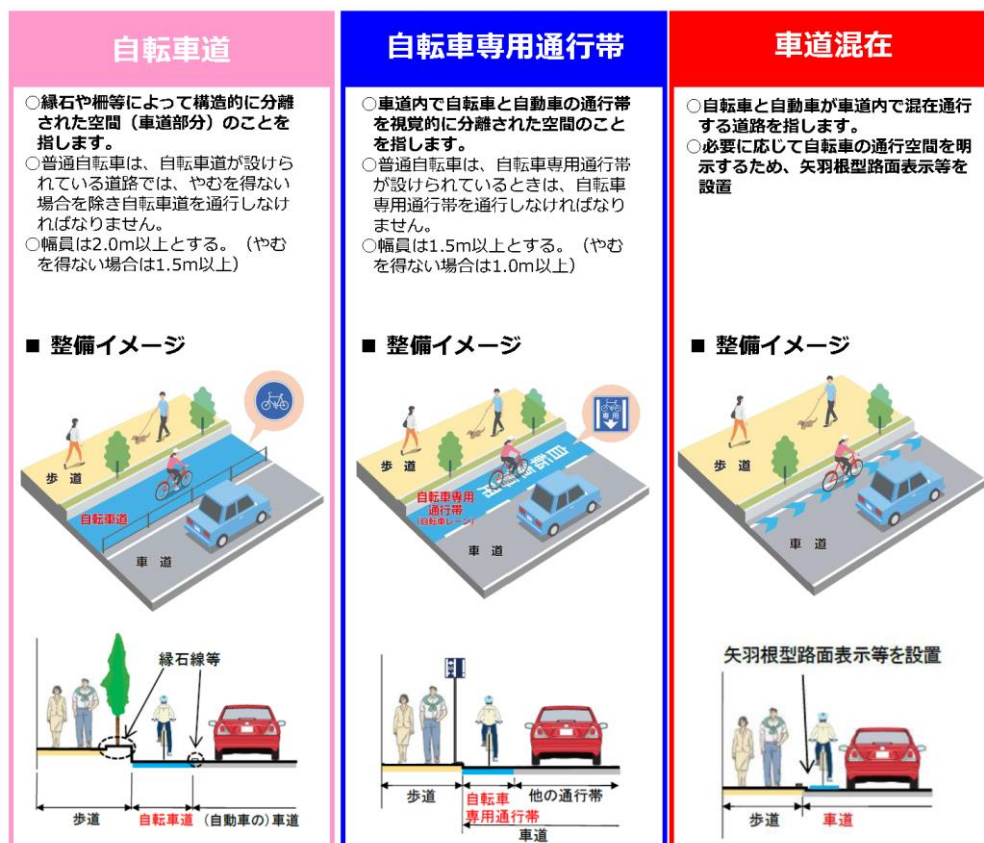 自転車道
○縁石や柵等によって構造的に分離
された空間（車道部分）のことを
指します。
○普通自転車は、自転車道が設けら
れている道路では、やむを得ない
場合を除き自転車道を通行しなけ
ればなりません。
○幅員は2.0m以上とする。（やむ
を得ない場合は1.5m以上）
■ 整備イメージ
歩 道
自転車道
車 道
縁石線等
歩道
自転車道
(自動車の)車道
自転車専用通行帯
○車道内で自転車と自動車の通行帯
を視覚的に分離された空間のこと
を指します。
○普通自転車は、自転車専用通行帯
が設けられているときは、自転車
専用通行帯を通行しなければなり
ません。
○幅員は1.5m以上とする。（やむ
を得ない場合は1.0m以上）
■ 整備イメージ
専用
歩 道
自転車専用
自転車専用
通行帯
(自転車レーン)
車 道
歩道
自転車
専用通行帯
他の通行帯
車道
車道混在
○自転車と自動車が車道内で混在通行
する道路を指します。
○必要に応じて自転車の通行空間を明
示するため、矢羽根型路面表示等を
設置
■ 整備イメージ
歩 道
車 道
矢羽根型路面表示等を設置
歩道
車道